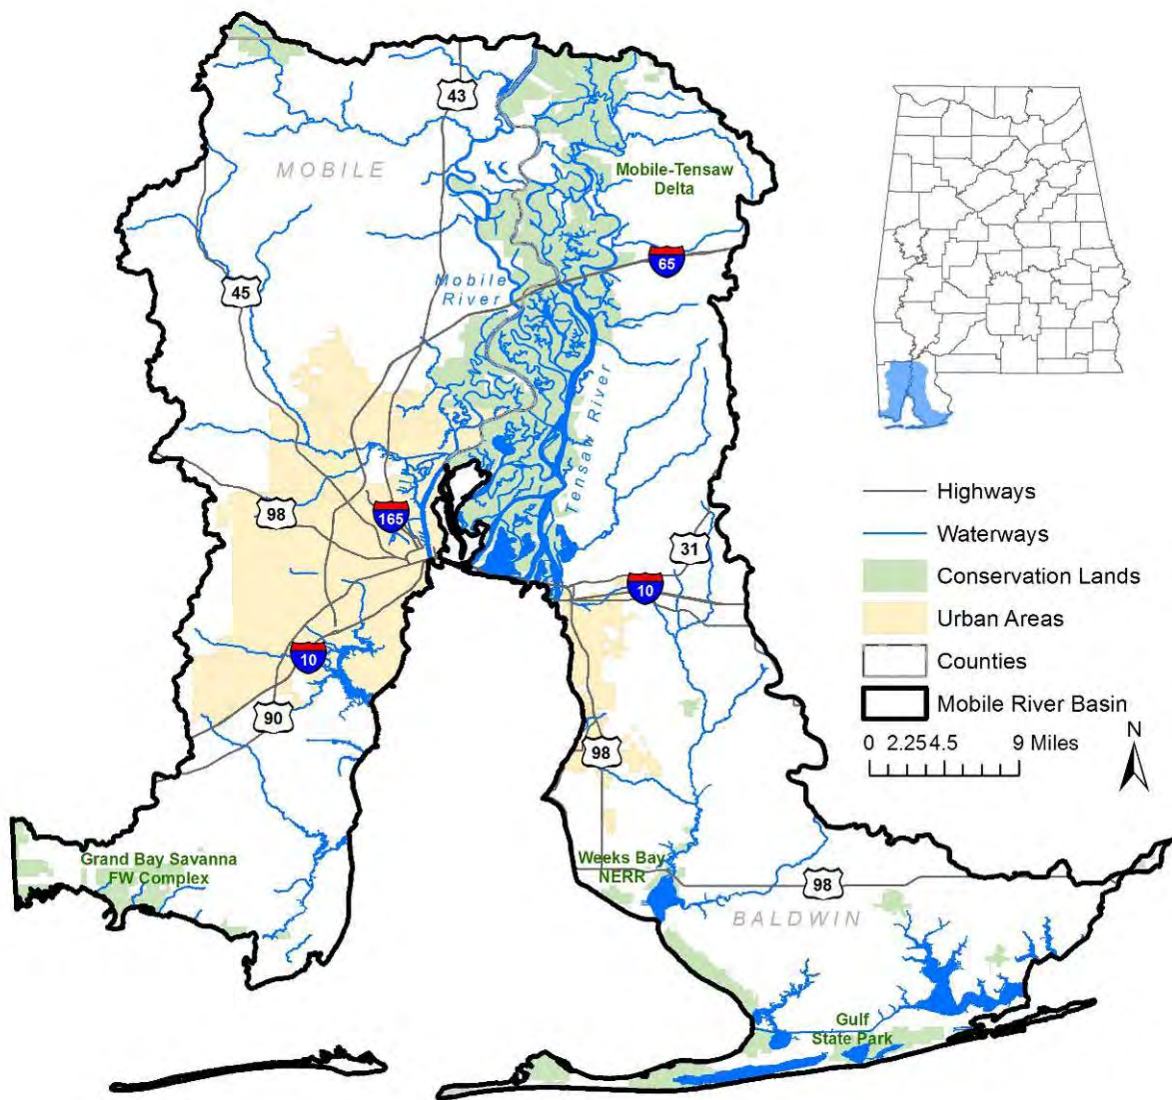 43
MOBILE
Mobile-Tensaw
Delta
65
Mobile
River
45
Tensaw River
98
165
31
10
10
90
98
Grand Bay Savanna
FW Complex
Weeks Bay
NERR
98
BALDWIN
Gulf
State Park
Highways
Waterways
Conservation Lands
Urban Areas
Counties
Mobile River Basin
0 2.25 4.5 9 Miles
N